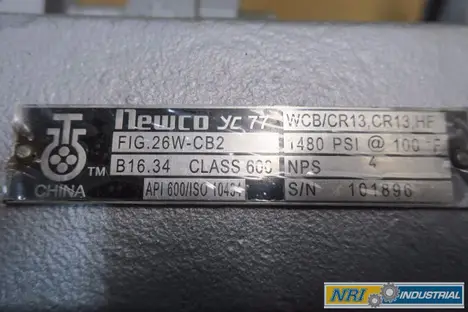 newco YC 77 WCB/CR13,CR13,HF
FIG.26W-CB2 1480 PSI @ 100 °F
B16.34 CLASS 600 NPS 4
API 600/ISO 10434 S/N 101896
CHINA TM
NRI INDUSTRIAL